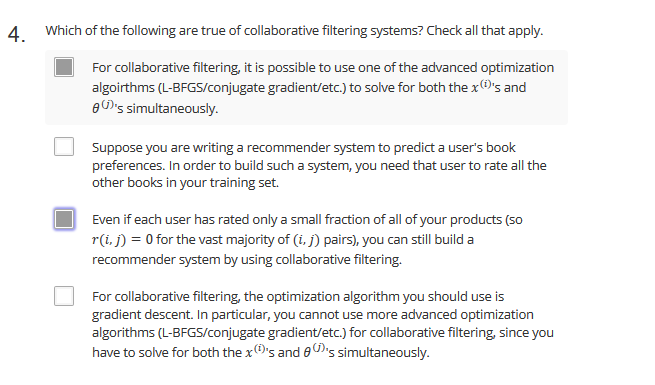 4. Which of the following are true of collaborative filtering systems? Check all that apply.
For collaborative filtering, it is possible to use one of the advanced optimization
algoirthms (L-BFGS/conjugate gradient/etc.) to solve for both the x⁽ⁱ⁾'s and
θ⁽ʲ⁾'s simultaneously.
Suppose you are writing a recommender system to predict a user's book
preferences. In order to build such a system, you need that user to rate all the
other books in your training set.
Even if each user has rated only a small fraction of all of your products (so
r(i, j) = 0 for the vast majority of (i, j) pairs), you can still build a
recommender system by using collaborative filtering.
For collaborative filtering, the optimization algorithm you should use is
gradient descent. In particular, you cannot use more advanced optimization
algorithms (L-BFGS/conjugate gradient/etc.) for collaborative filtering, since you
have to solve for both the x⁽ⁱ⁾'s and θ⁽ʲ⁾'s simultaneously.